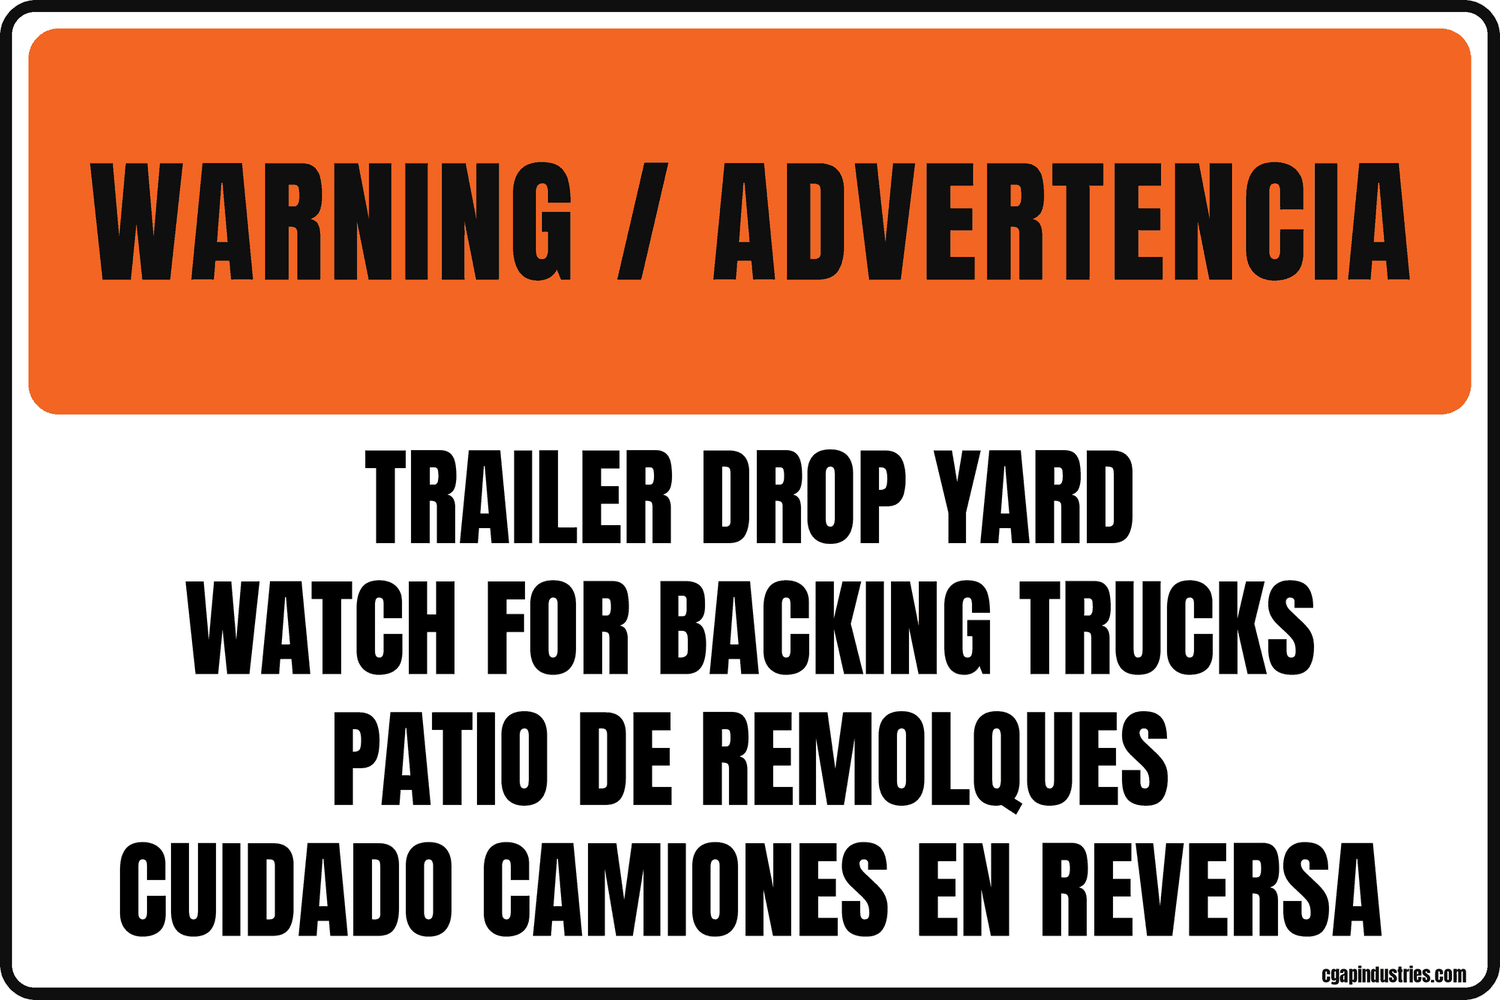 WARNING / ADVERTENCIA
TRAILER DROP YARD
WATCH FOR BACKING TRUCKS
PATIO DE REMOLQUES
CUIDADO CAMIONES EN REVERSA
cgapindustries.com